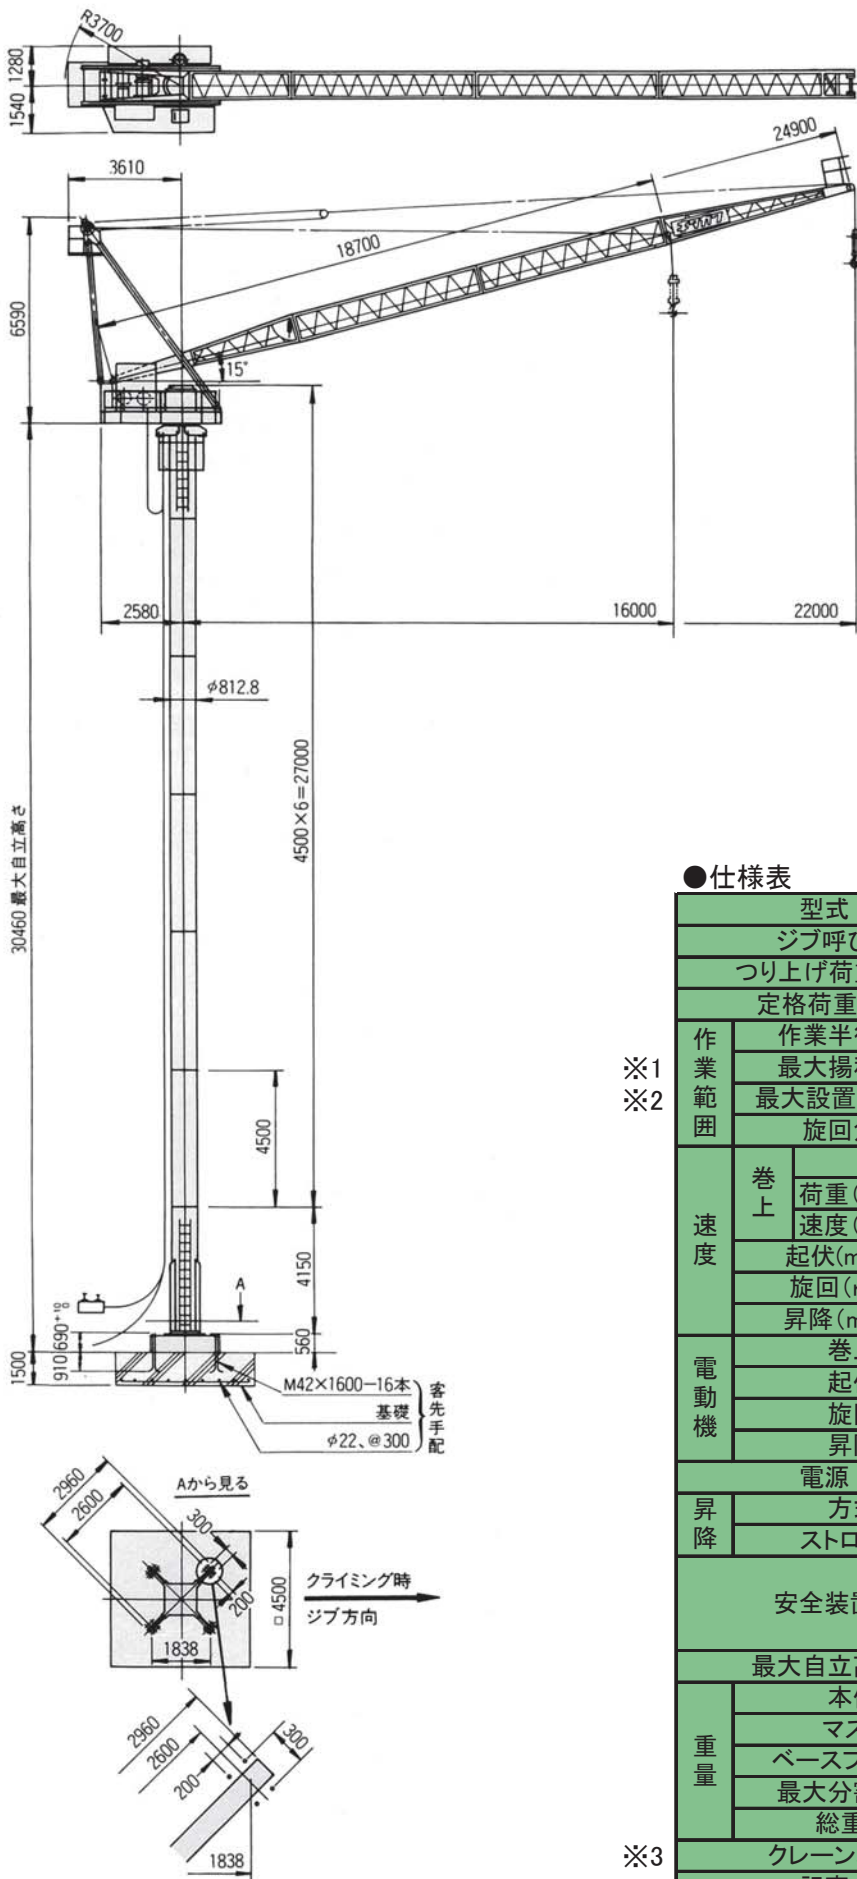 R3700
1280
1540
24900
3610
18700
6590
15°
2580
16000
22000
φ812.8
4500×6=27000
30460 最大自立高さ
4500
4150
A
560
690 +10 0
910
1500
M42×1600-16本
基礎
φ22、@300
客先手配
Aから見る
2960
2600
300
200
□4500
1838
クライミング時
ジブ方向
2960
2600
200
300
1838
●仕様表
型式
ジブ呼び
つり上げ荷
定格荷重
作業範囲
作業半
※1 最大揚
※2 最大設置
旋回
速度
巻上
荷重(
速度(
起伏(m
旋回(
昇降(m
電動機
巻
起
旋
昇
電源
昇降
方
ストロ
安全装
最大自立
重量
本
マス
ベース
最大分
総重
※3 クレーン